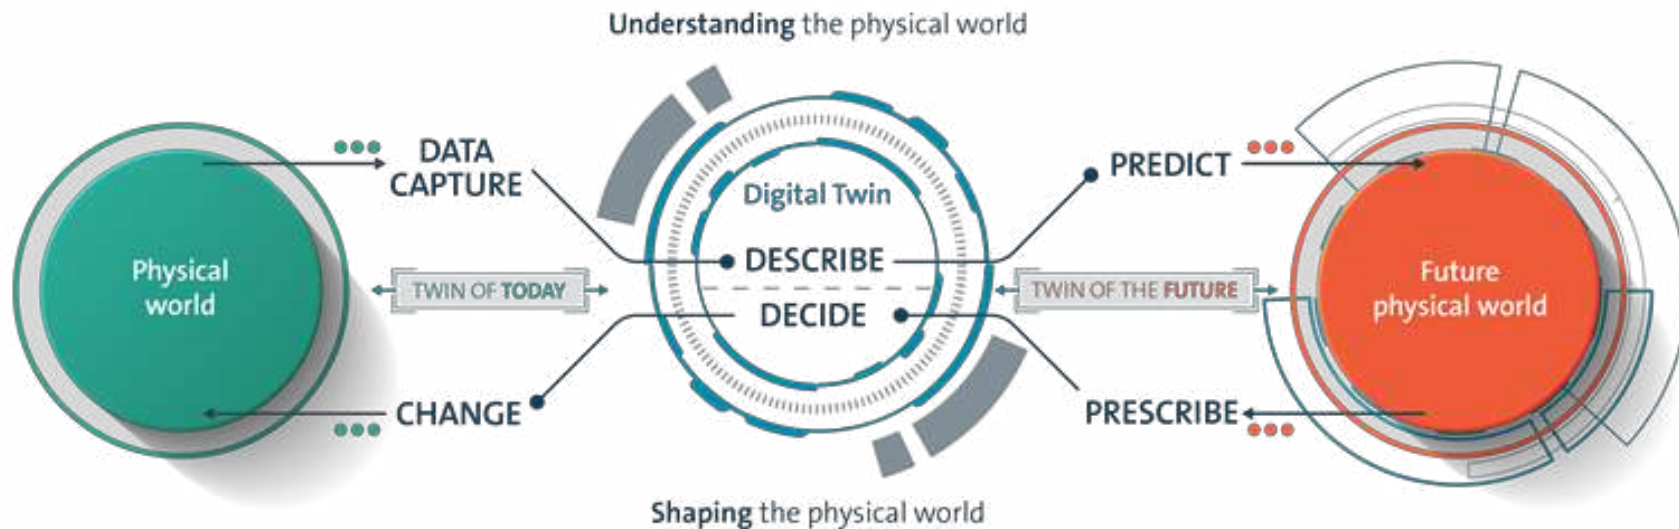 Understanding the physical world
DATA
CAPTURE
PREDICT
Digital Twin
DESCRIBE
Physical
world
TWIN OF TODAY
TWIN OF THE FUTURE
Future
physical world
DECIDE
CHANGE
PRESCRIBE
Shaping the physical world